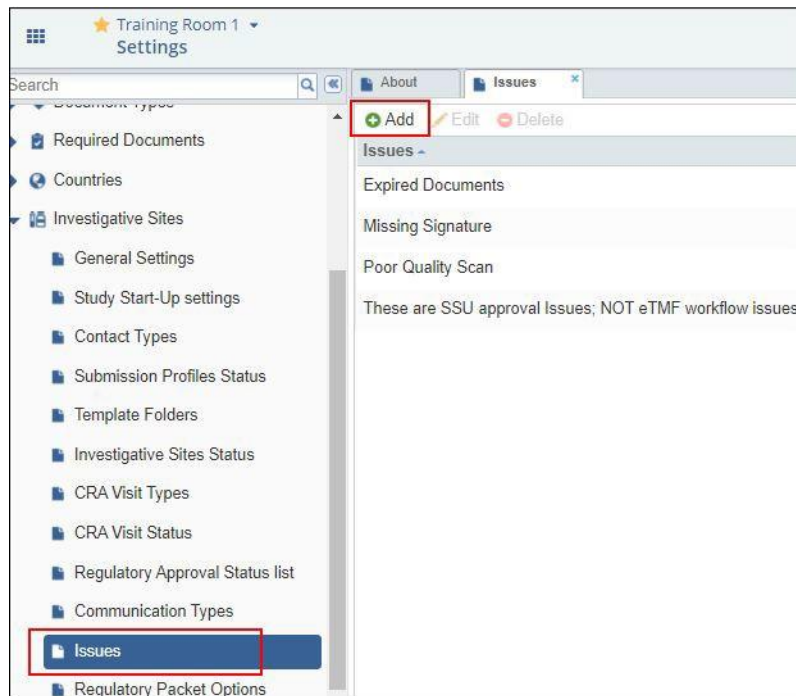 Training Room 1
Settings
Search
Document Types
Required Documents
Countries
Investigative Sites
General Settings
Study Start-Up settings
Contact Types
Submission Profiles Status
Template Folders
Investigative Sites Status
CRA Visit Types
CRA Visit Status
Regulatory Approval Status list
Communication Types
Issues
Regulatory Packet Options
About
Issues
Add Edit Delete
Issues
Expired Documents
Missing Signature
Poor Quality Scan
These are SSU approval Issues; NOT eTMF workflow issues